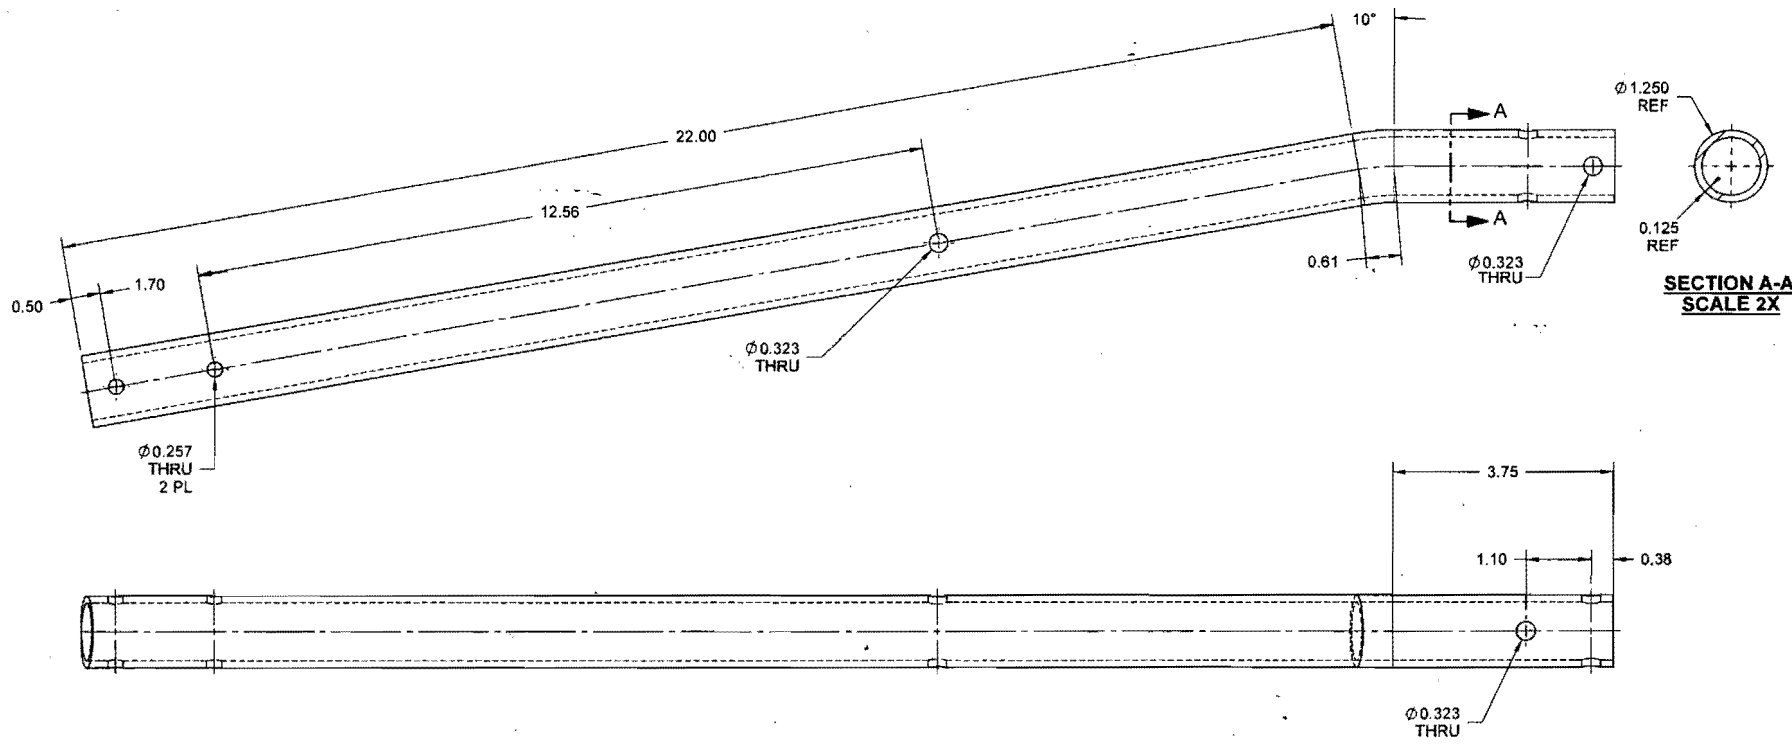 10°
22.00
A
Ø1.250
REF
12.56
0.50
1.70
A
0.61
Ø0.323
THRU
0.125
REF
SECTION A-A
SCALE 2X
Ø0.323
THRU
Ø0.257
THRU
2 PL
3.75
1.10
0.38
Ø0.323
THRU